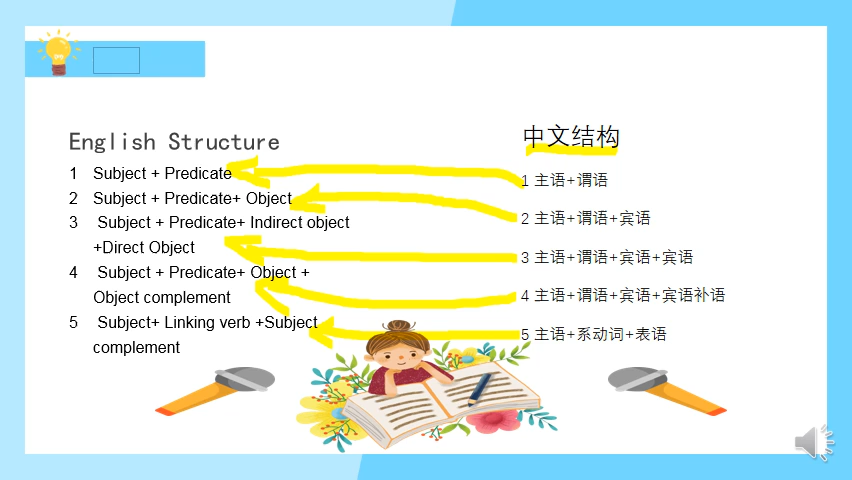 English Structure
1 Subject + Predicate
2 Subject + Predicate+ Object
3 Subject + Predicate+ Indirect object
+Direct Object
4 Subject + Predicate+ Object +
Object complement
5 Subject+ Linking verb +Subject
complement
中文结构
1 主语+谓语
2 主语+谓语+宾语
3 主语+谓语+宾语+宾语
4 主语+谓语+宾语+宾语补语
5 主语+系动词+表语